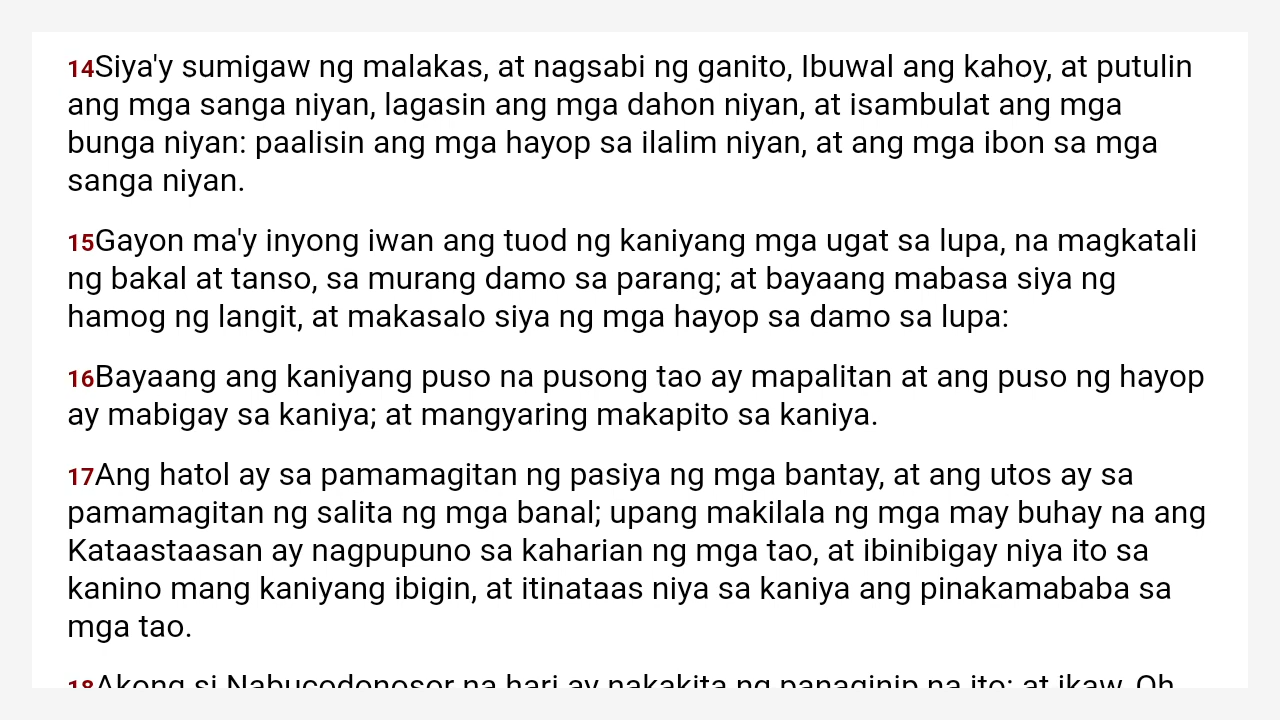 14Siya'y sumigaw ng malakas, at nagsabi ng ganito, Ibuwal ang kahoy, at putulin
ang mga sanga niyan, lagasin ang mga dahon niyan, at isambulat ang mga
bunga niyan: paalisin ang mga hayop sa ilalim niyan, at ang mga ibon sa mga
sanga niyan.
15Gayon ma'y inyong iwan ang tuod ng kaniyang mga ugat sa lupa, na magkatali
ng bakal at tanso, sa murang damo sa parang; at bayaang mabasa siya ng
hamog ng langit, at makasalo siya ng mga hayop sa damo sa lupa:
16Bayaang ang kaniyang puso na pusong tao ay mapalitan at ang puso ng hayop
ay mabigay sa kaniya; at mangyaring makapito sa kaniya.
17Ang hatol ay sa pamamagitan ng pasiya ng mga bantay, at ang utos ay sa
pamamagitan ng salita ng mga banal; upang makilala ng mga may buhay na ang
Kataastaasan ay nagpupuno sa kaharian ng mga tao, at ibinibigay niya ito sa
kanino mang kaniyang ibigin, at itinataas niya sa kaniya ang pinakamababa sa
mga tao.
18Akong si Nabucodonosor na hari ay nakakita ng panaginip na ito: at ikaw, Oh